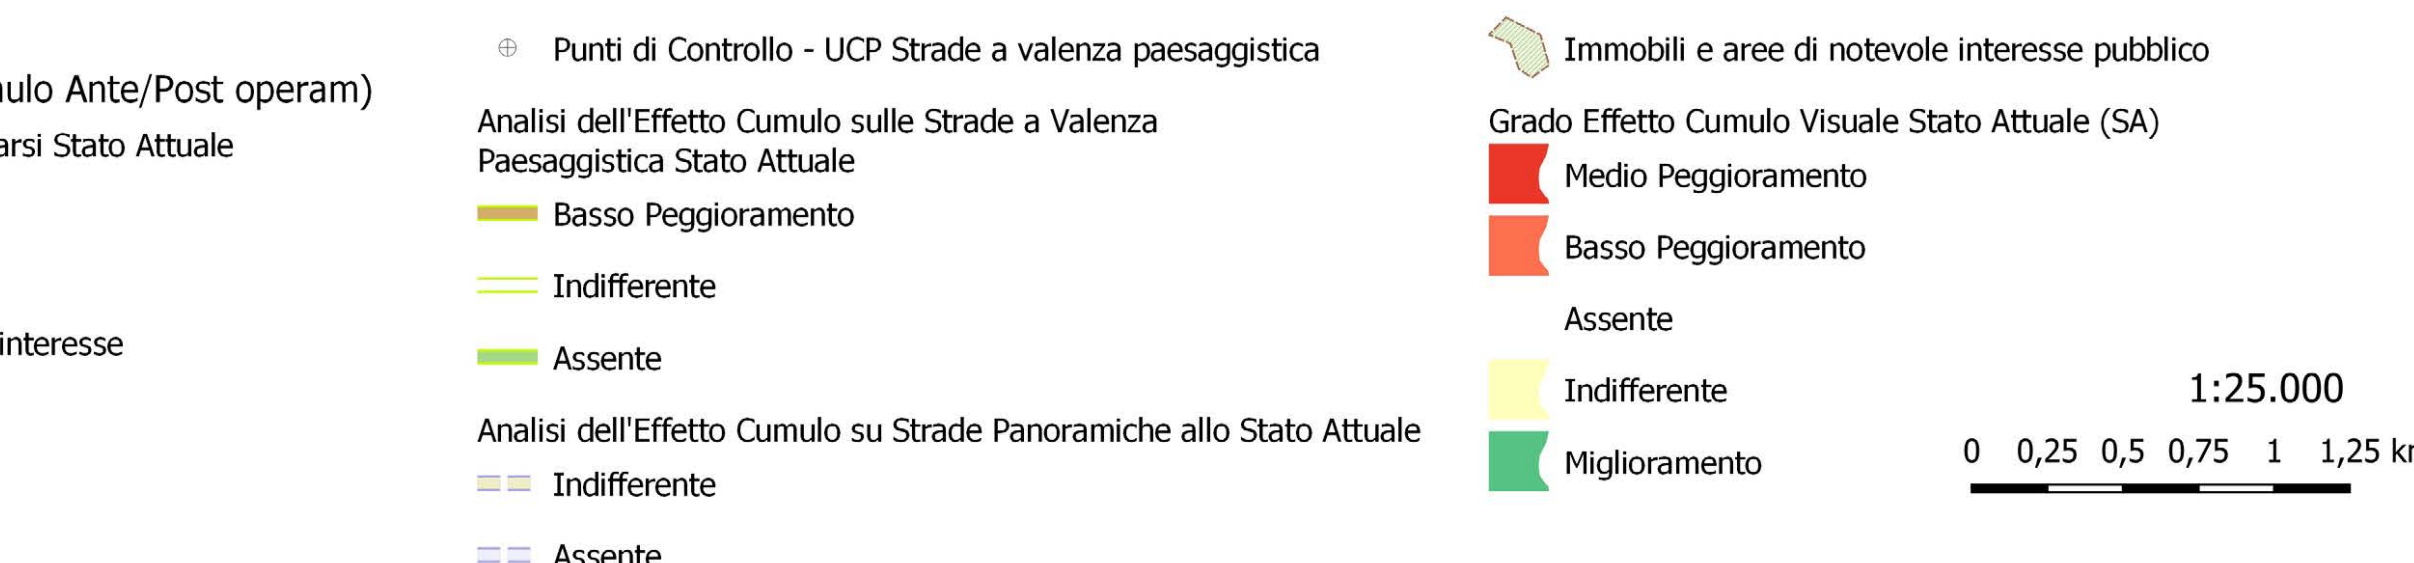 Ante/Post operam)
Stato Attuale
interesse
Punti di Controllo - UCP Strade a valenza paesaggistica
Analisi dell'Effetto Cumulo sulle Strade a Valenza
Paesaggistica Stato Attuale
Basso Peggioramento
Indifferente
Assente
Analisi dell'Effetto Cumulo su Strade Panoramiche allo Stato Attuale
Indifferente
Assente
Immobili e aree di notevole interesse pubblico
Grado Effetto Cumulo Visuale Stato Attuale (SA)
Medio Peggioramento
Basso Peggioramento
Assente
Indifferente
Miglioramento
1:25.000
0 0,25 0,5 0,75 1 1,25